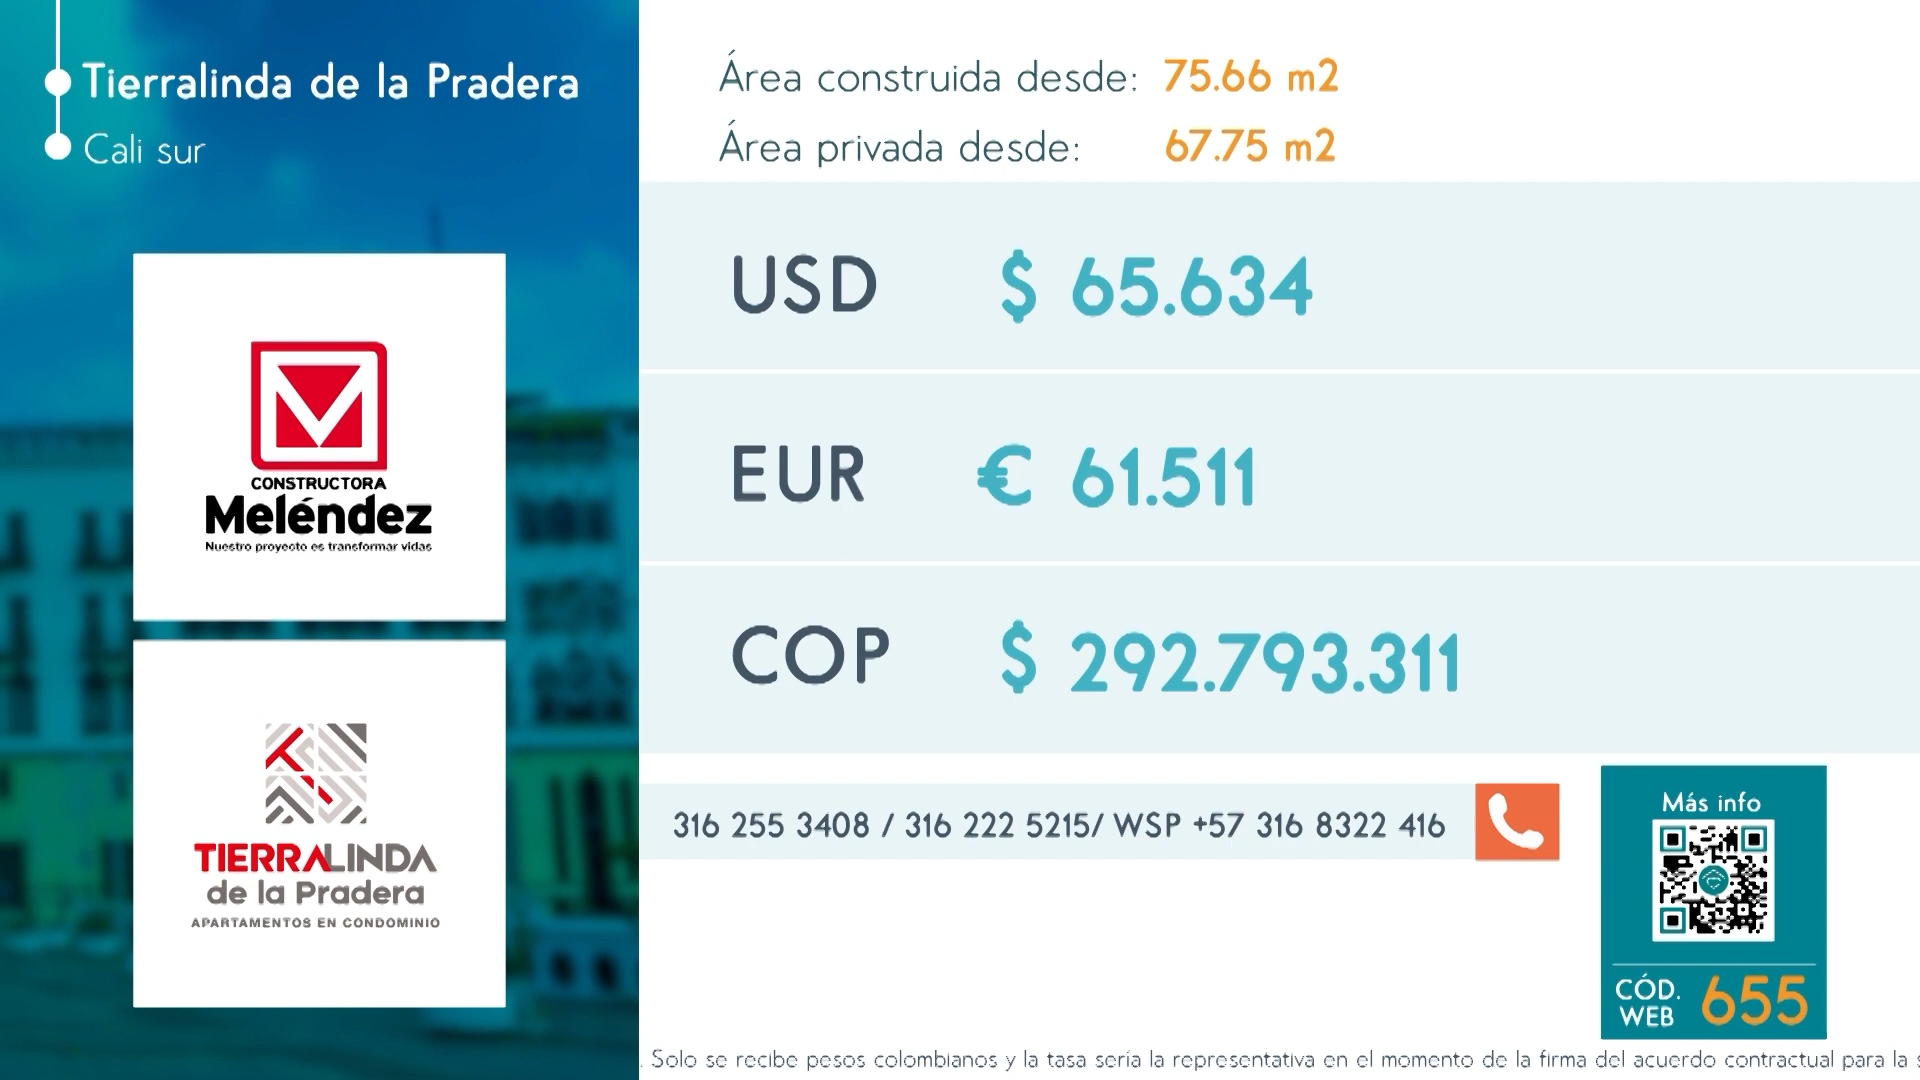 Tierralinda de la Pradera
Cali sur
CONSTRUCTORA
Meléndez
Nuestro proyecto es transformar vidas
TIERRALINDA
de la Pradera
APARTAMENTOS EN CONDOMINIO
Área construida desde: 75.66 m2
Área privada desde: 67.75 m2
USD $ 65.634
EUR € 61.511
COP $ 292.793.311
316 255 3408 / 316 222 5215/ WSP +57 316 8322 416
Más info
CÓD. WEB 655
. Solo se recibe pesos colombianos y la tasa sería la representativa en el momento de la firma del acuerdo contractual para la